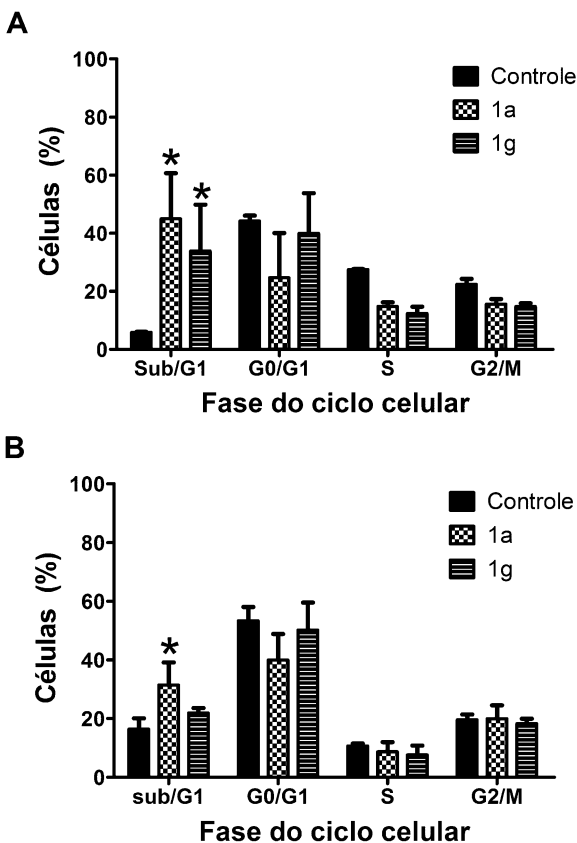 A
100
80
60
40
20
0
Células (%)
* *
Controle
1a
1g
Sub/G1 G0/G1 S G2/M
Fase do ciclo celular
B
100
80
60
40
20
0
Células (%)
*
Controle
1a
1g
sub/G1 G0/G1 S G2/M
Fase do ciclo celular